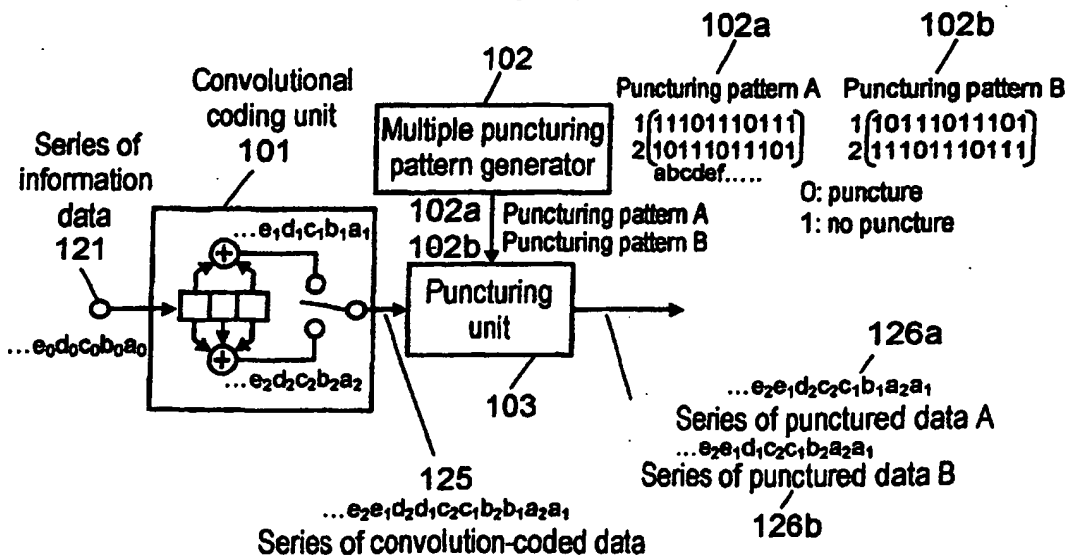 102a
102b
102
Convolutional
coding unit
101
Puncturing pattern A
1(11101110111)
2(10111011101)
abcdef.....
Puncturing pattern B
1(10111011101)
2(11101110111)
0: puncture
1: no puncture
Multiple puncturing
pattern generator
Series of
information
data
121
102a
102b
Puncturing pattern A
Puncturing pattern B
...e₁d₁c₁b₁a₁
Puncturing
unit
...e₀d₀c₀b₀a₀
...e₂d₂c₂b₂a₂
103
126a
...e₂e₁d₂c₂c₁b₁a₂a₁
Series of punctured data A
...e₂e₁d₁c₂c₁b₂a₂a₁
Series of punctured data B
126b
125
...e₂e₁d₂d₁c₂c₁b₂b₁a₂a₁
Series of convolution-coded data